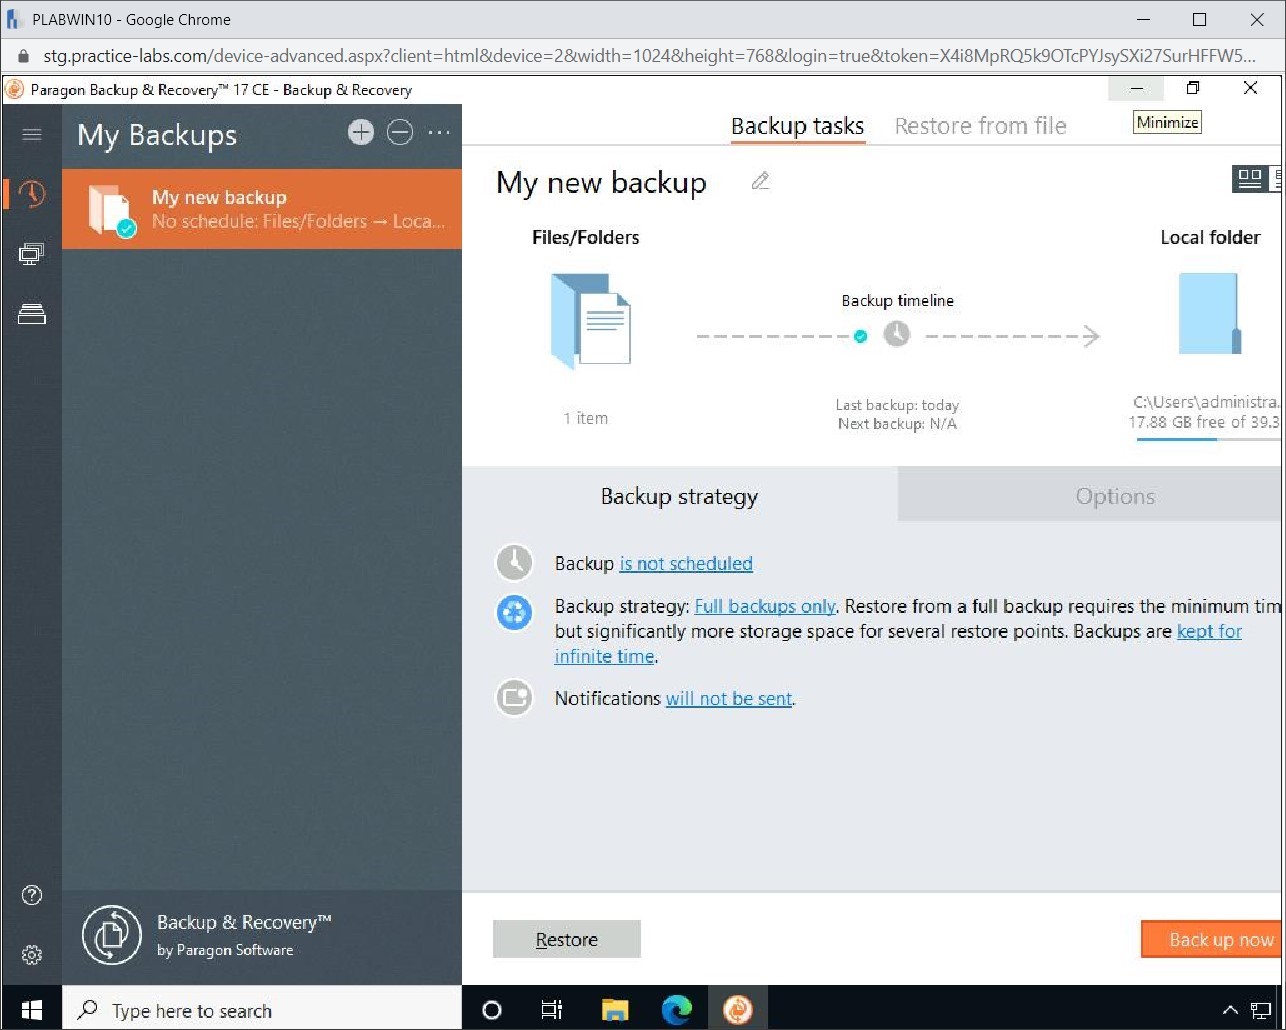 PLABWIN10 - Google Chrome
stg.practice-labs.com/device-advanced.aspx?client=html&device=2&width=1024&height=768&login=true&token=X4i8MpRQ5k9OTcPYJsySXi27SurHFFW5...
Paragon Backup & Recovery™ 17 CE - Backup & Recovery
My Backups
Backup tasks
Restore from file
Minimize
My new backup
No schedule: Files/Folders → Loca...
My new backup
Files/Folders
Local folder
Backup timeline
1 item
Last backup: today
Next backup: N/A
C:\Users\administra.
17.88 GB free of 39.3
Backup strategy
Options
Backup is not scheduled
Backup strategy: Full backups only. Restore from a full backup requires the minimum tim
but significantly more storage space for several restore points. Backups are kept for
infinite time.
Notifications will not be sent.
Backup & Recovery™
by Paragon Software
Restore
Back up now
Type here to search